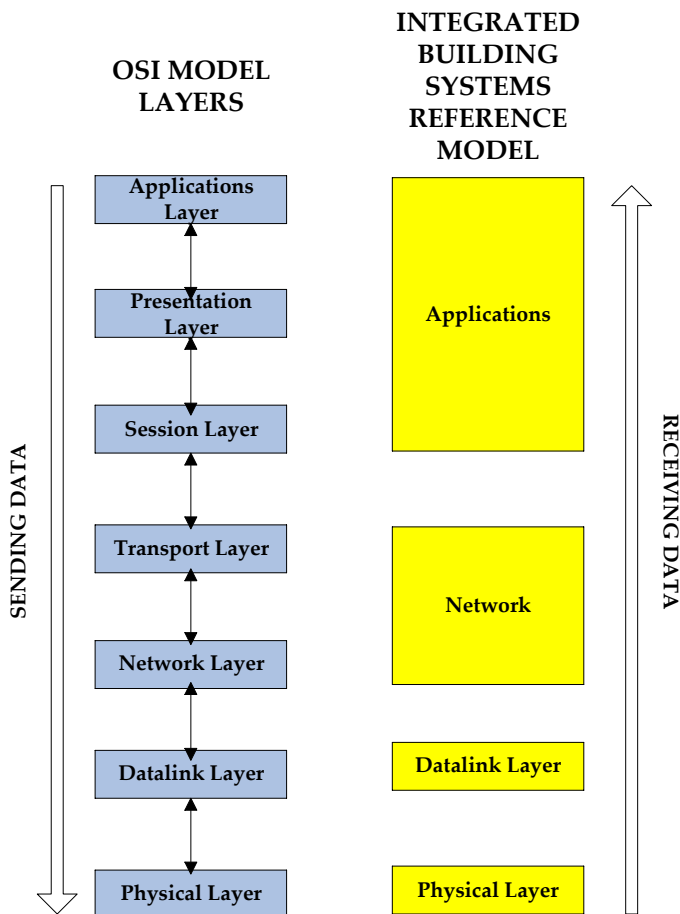 OSI MODEL
LAYERS
INTEGRATED
BUILDING
SYSTEMS
REFERENCE
MODEL
SENDING DATA
Applications
Layer
Presentation
Layer
Session Layer
Transport Layer
Network Layer
Datalink Layer
Physical Layer
Applications
Network
Datalink Layer
Physical Layer
RECEIVING DATA